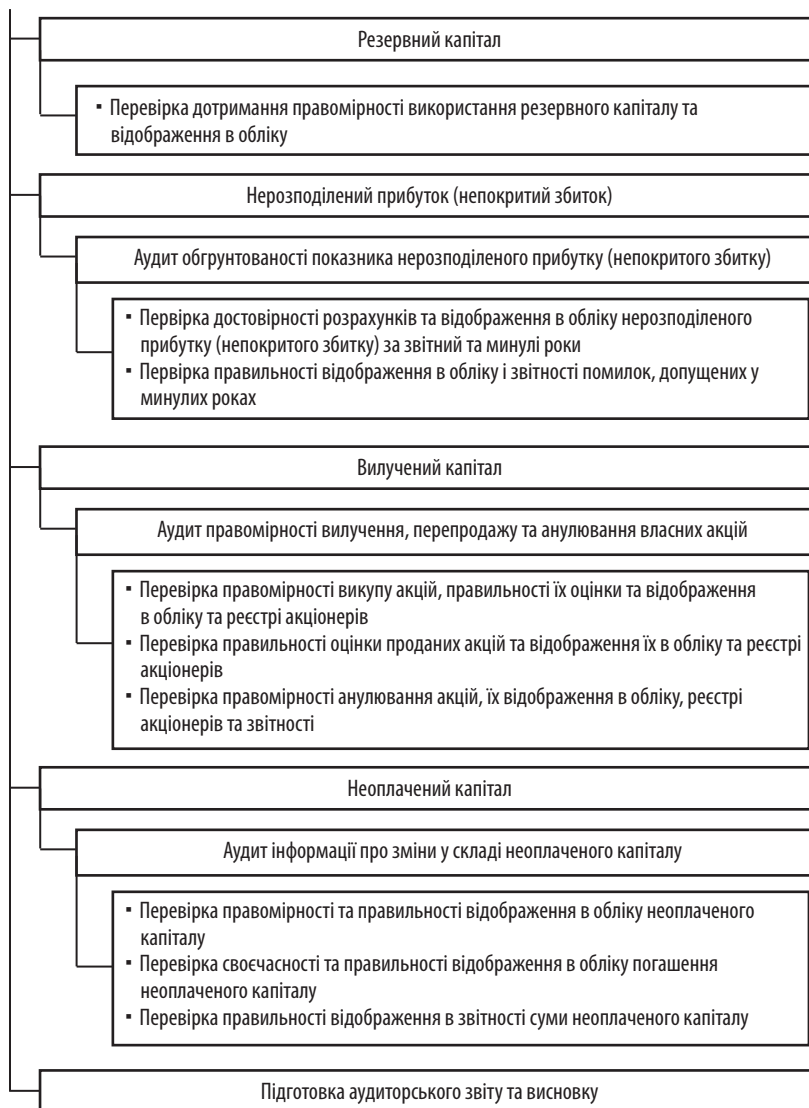 Резервний капітал
▪ Перевірка дотримання правомірності використання резервного капіталу та
відображення в обліку
Нерозподілений прибуток (непокритий збиток)
Аудит обгрунтованості показника нерозподіленого прибутку (непокритого збитку)
▪ Первірка достовірності розрахунків та відображення в обліку нерозподіленого
прибутку (непокритого збитку) за звітний та минулі роки
▪ Первірка правильності відображення в обліку і звітності помилок, допущених у
минулих роках
Вилучений капітал
Аудит правомірності вилучення, перепродажу та анулювання власних акцій
▪ Перевірка правомірності викупу акцій, правильності їх оцінки та відображення
в обліку та реєстрі акціонерів
▪ Перевірка правильності оцінки проданих акцій та відображення їх в обліку та реєстрі
акціонерів
▪ Перевірка правомірності анулювання акцій, їх відображення в обліку, реєстрі
акціонерів та звітності
Неоплачений капітал
Аудит інформації про зміни у складі неоплаченого капіталу
▪ Перевірка правомірності та правильності відображення в обліку неоплаченого
капіталу
▪ Перевірка своєчасності та правильності відображення в обліку погашення
неоплаченого капіталу
▪ Перевірка правильності відображення в звітності суми неоплаченого капіталу
Підготовка аудиторського звіту та висновку